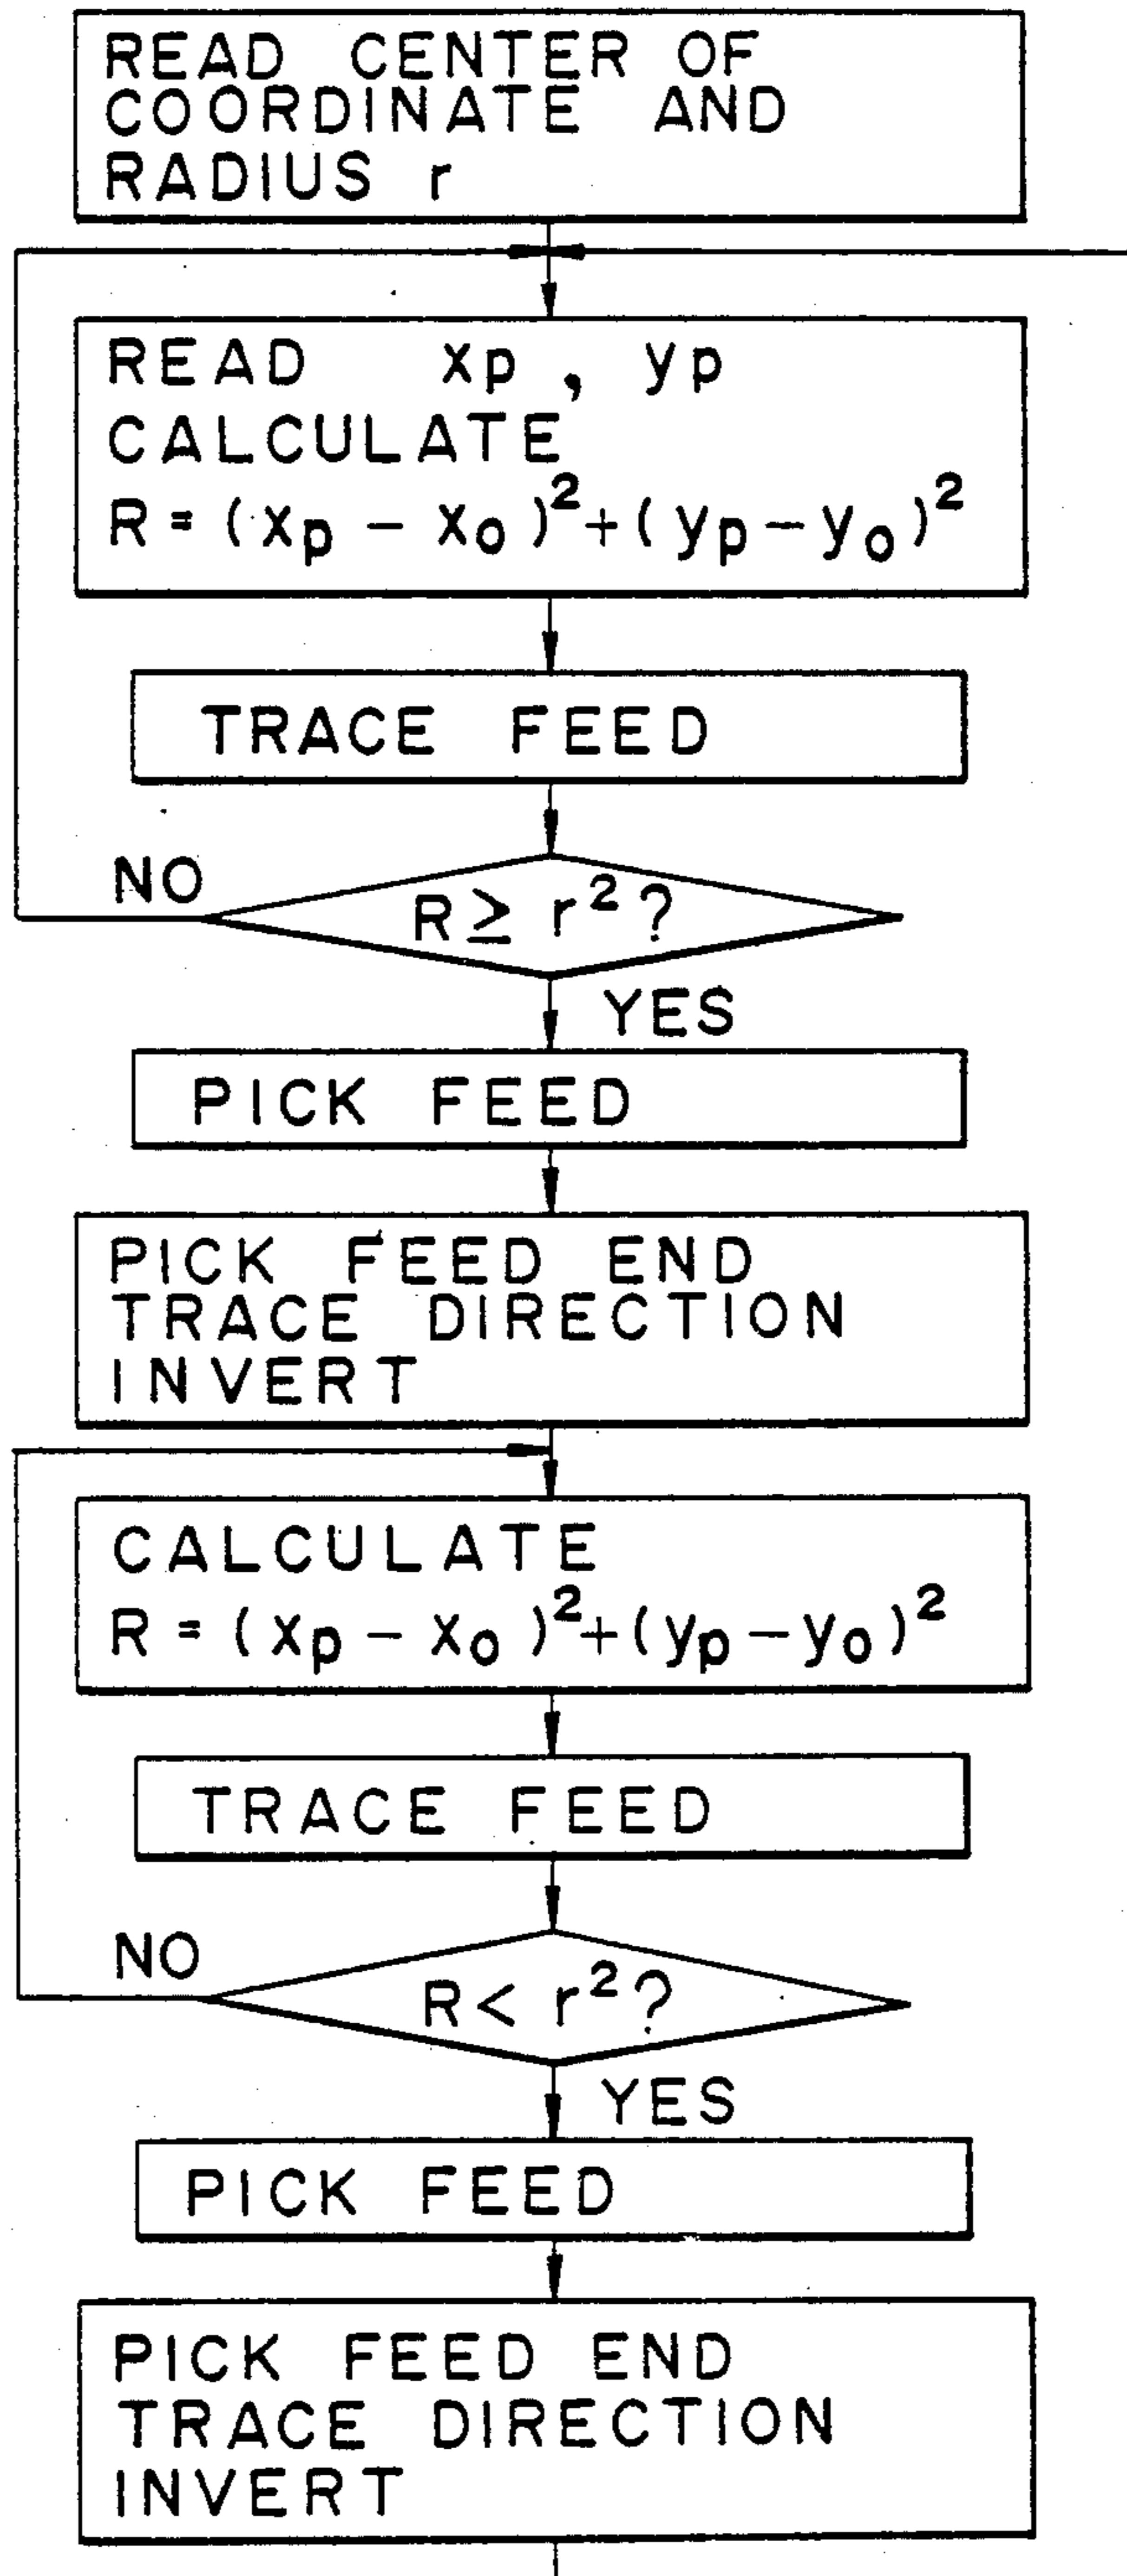 READ CENTER OF
COORDINATE AND
RADIUS r
READ xp , yp
CALCULATE
R = (xp − xo)²+(yp−yo)²
TRACE FEED
NO
R ≥ r²?
YES
PICK FEED
PICK FEED END
TRACE DIRECTION
INVERT
CALCULATE
R = (xp − xo)²+(yp−yo)²
TRACE FEED
NO
R < r²?
YES
PICK FEED
PICK FEED END
TRACE DIRECTION
INVERT